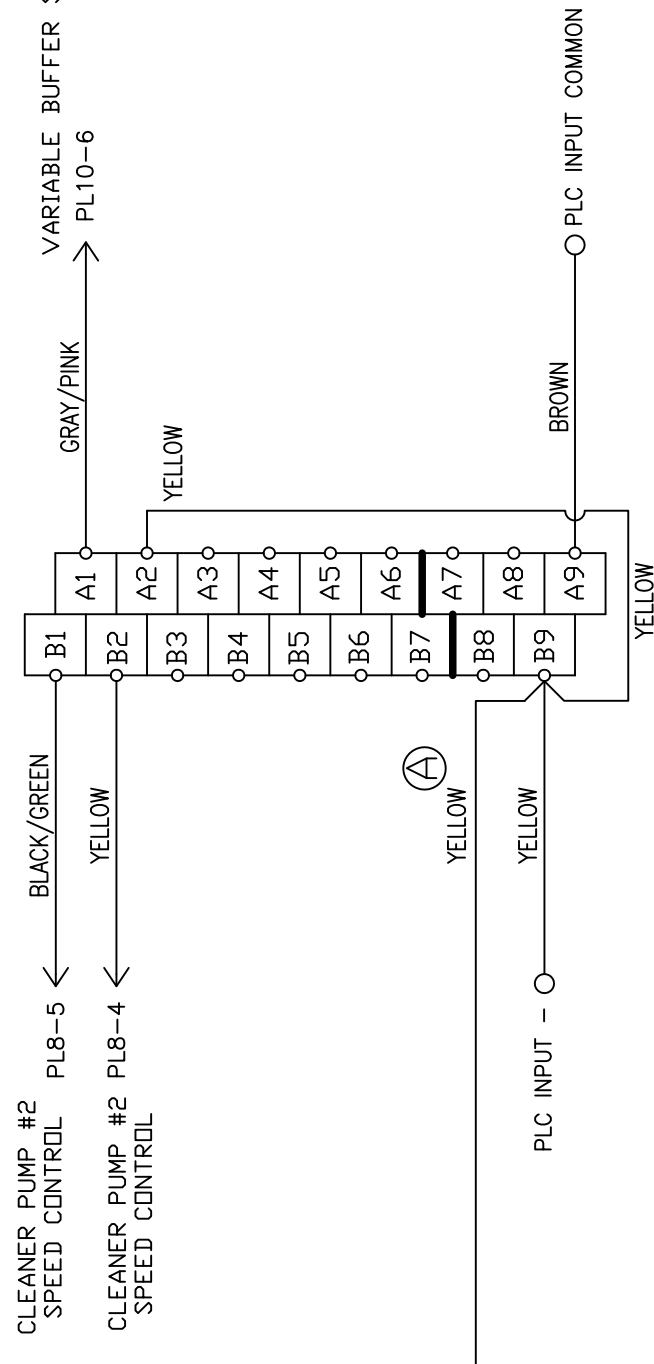 VARIABLE BUFFER S
PL10-6
GRAY/PINK
YELLOW
BROWN
PLC INPUT COMMON
A1
A2
A3
A4
A5
A6
A7
A8
A9
B1
B2
B3
B4
B5
B6
B7
B8
B9
YELLOW
BLACK/GREEN
YELLOW
A
YELLOW
YELLOW
CLEANER PUMP #2
SPEED CONTROL
PL8-5
CLEANER PUMP #2
SPEED CONTROL
PL8-4
PLC INPUT -